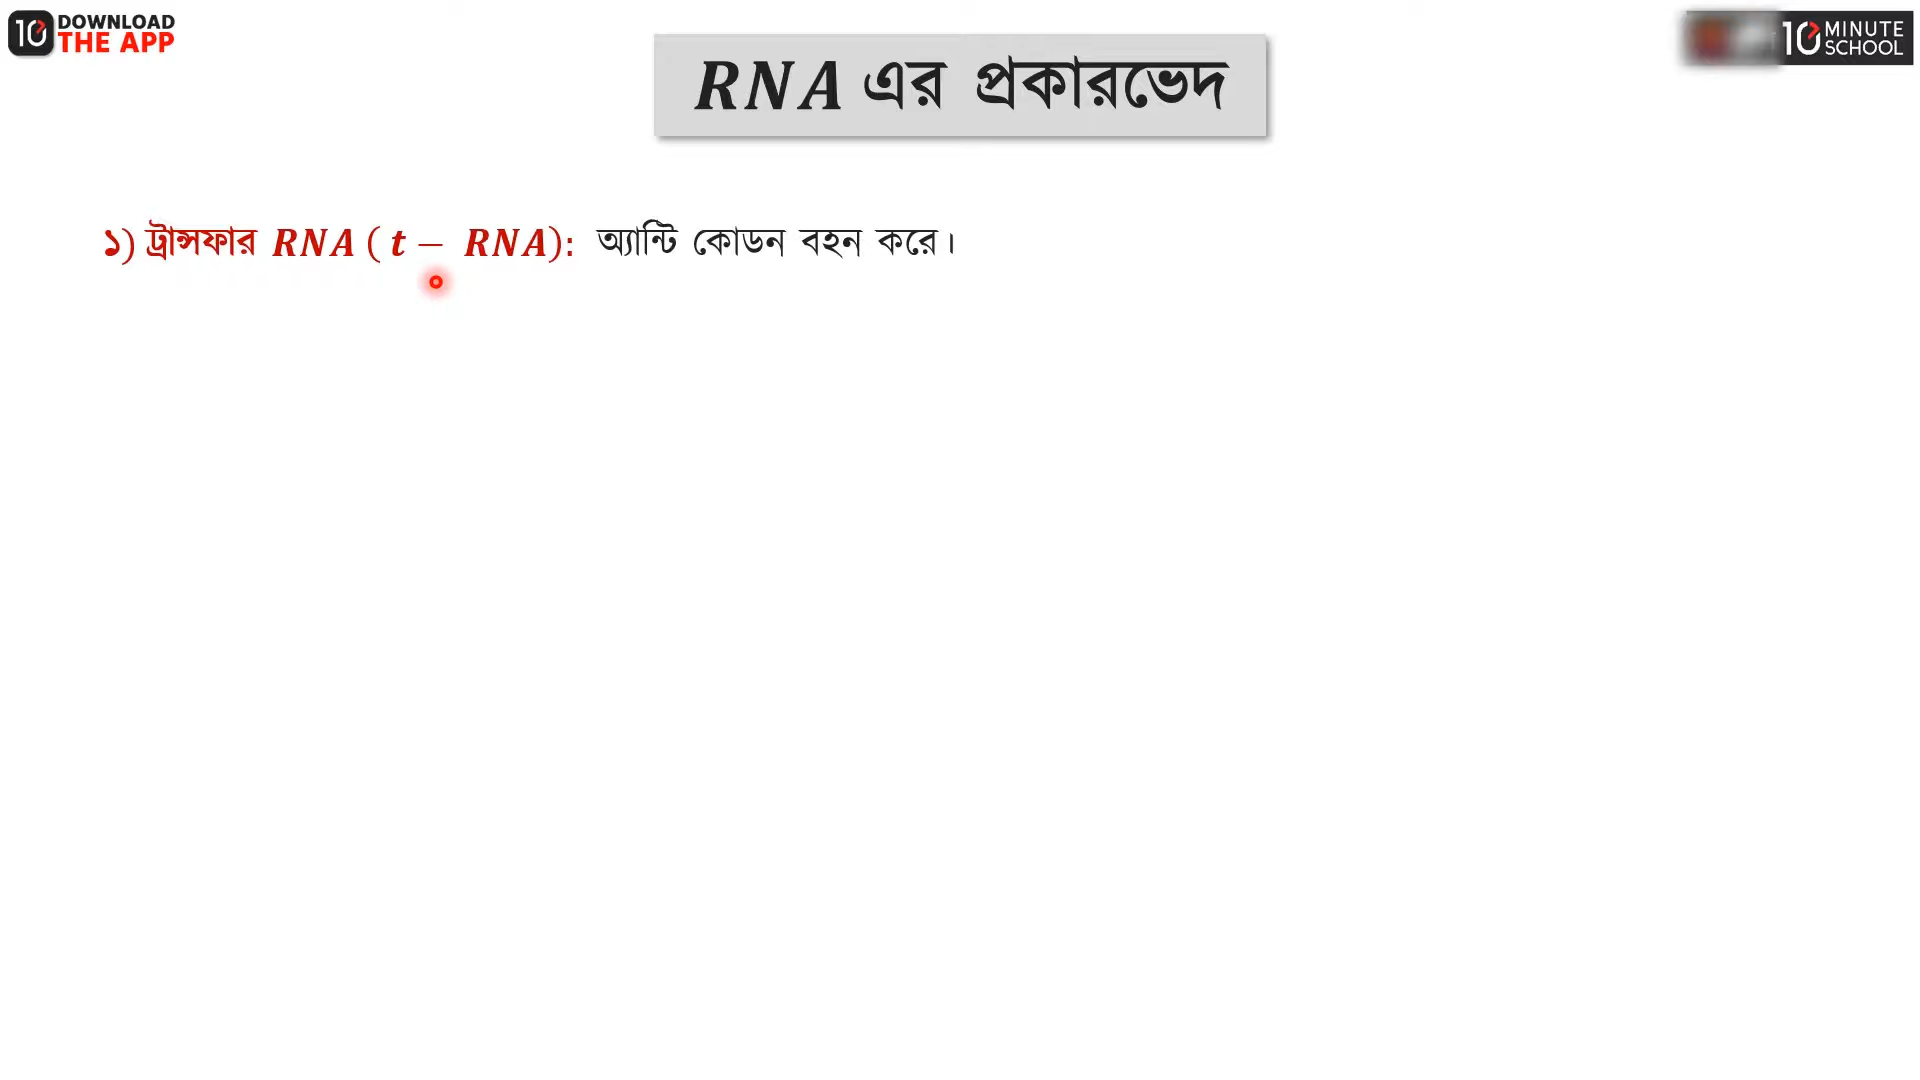 DOWNLOAD
THE APP
10 MINUTE
SCHOOL
RNA এর প্রকারভেদ
১) ট্রান্সফার RNA ( t − RNA): অ্যান্টি কোডন বহন করে।